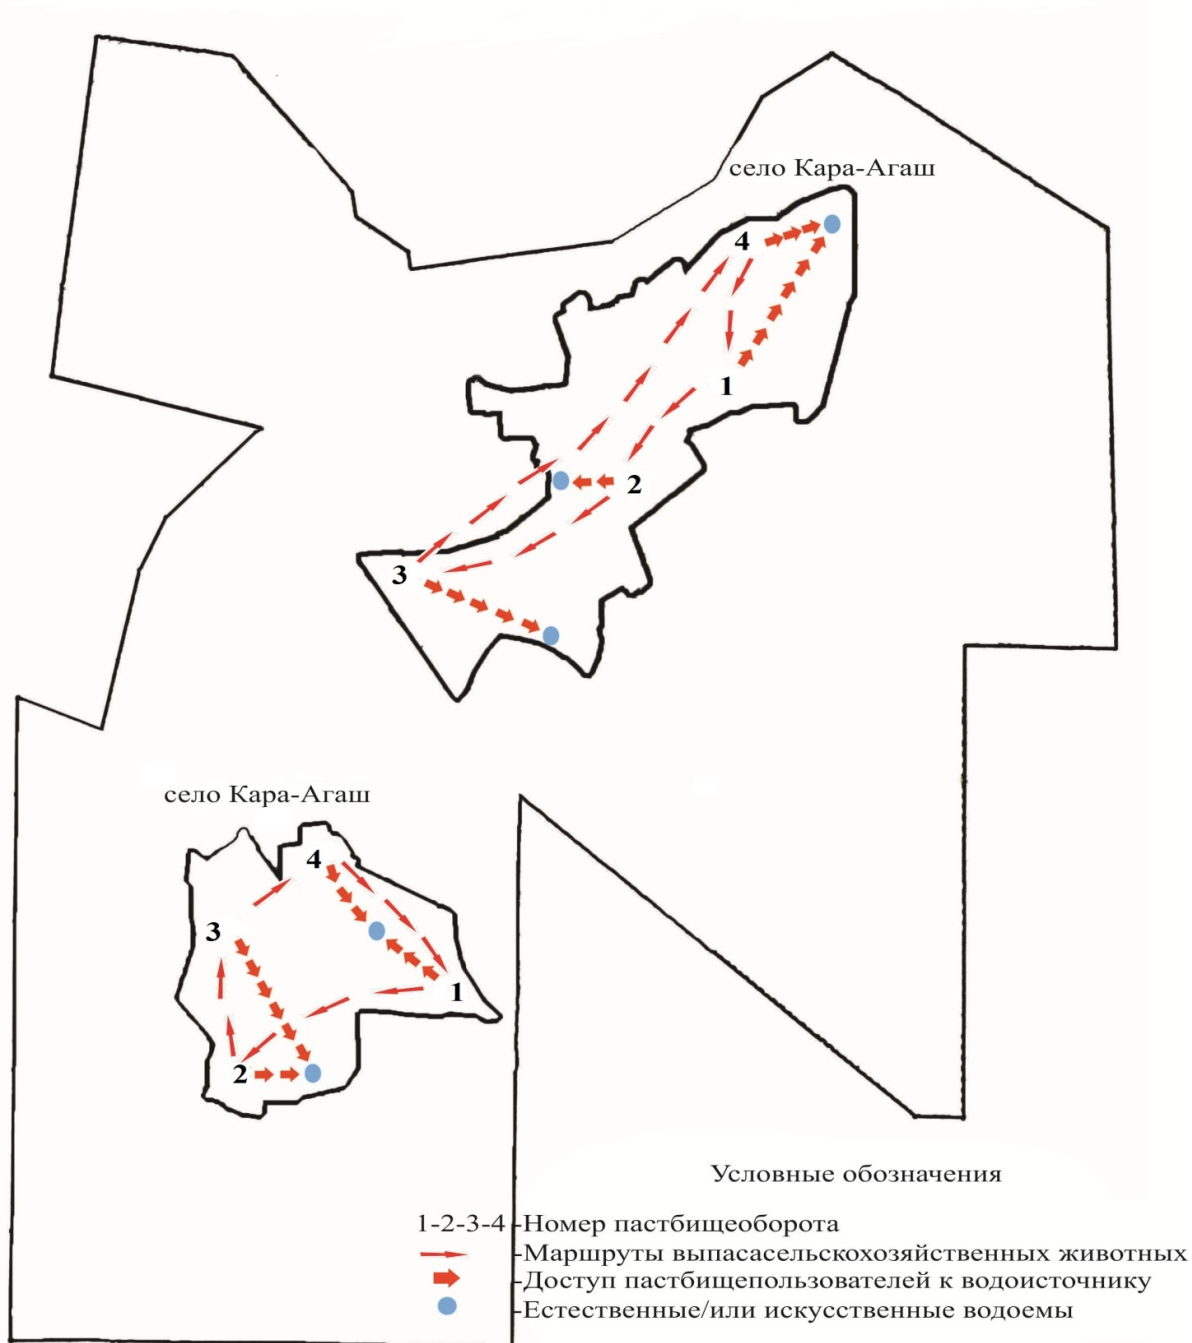 село Кара-Агаш
4
1
2
3
село Кара-Агаш
4
3
1
2
Условные обозначения
1-2-3-4 -Номер пастбищеоборота
-Маршруты выпасасельскохозяйственных животных
-Доступ пастбищепользователей к водоисточнику
-Естественные/или искусственные водоемы